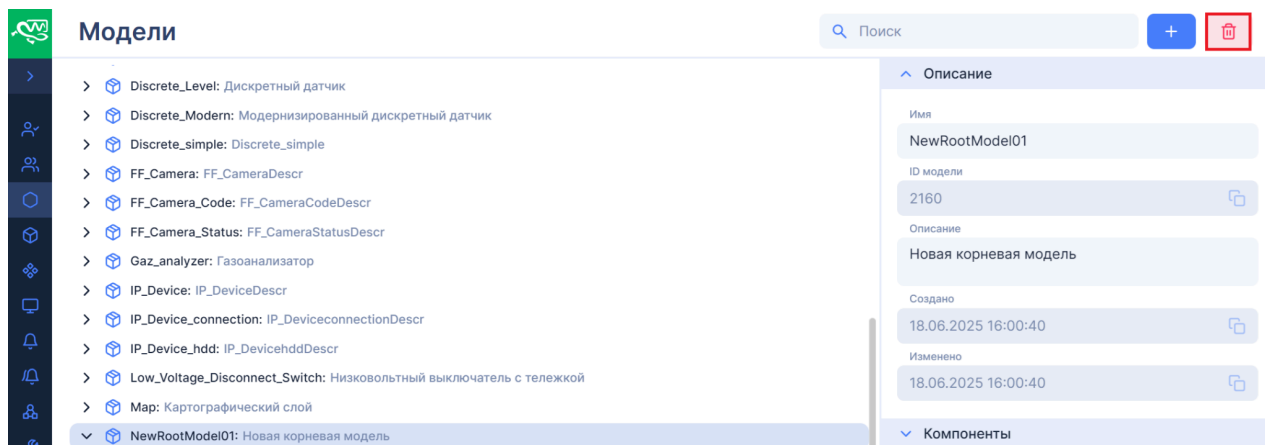 Модели
Поиск
Discrete_Level: Дискретный датчик
Discrete_Modern: Модернизированный дискретный датчик
Discrete_simple: Discrete_simple
FF_Camera: FF_CameraDescr
FF_Camera_Code: FF_CameraCodeDescr
FF_Camera_Status: FF_CameraStatusDescr
Gaz_analyzer: Газоанализатор
IP_Device: IP_DeviceDescr
IP_Device_connection: IP_DeviceconnectionDescr
IP_Device_hdd: IP_DevicehddDescr
Low_Voltage_Disconnect_Switch: Низковольтный выключатель с тележкой
Map: Картографический слой
NewRootModel01: Новая корневая модель
Описание
Имя
NewRootModel01
ID модели
2160
Описание
Новая корневая модель
Создано
18.06.2025 16:00:40
Изменено
18.06.2025 16:00:40
Компоненты